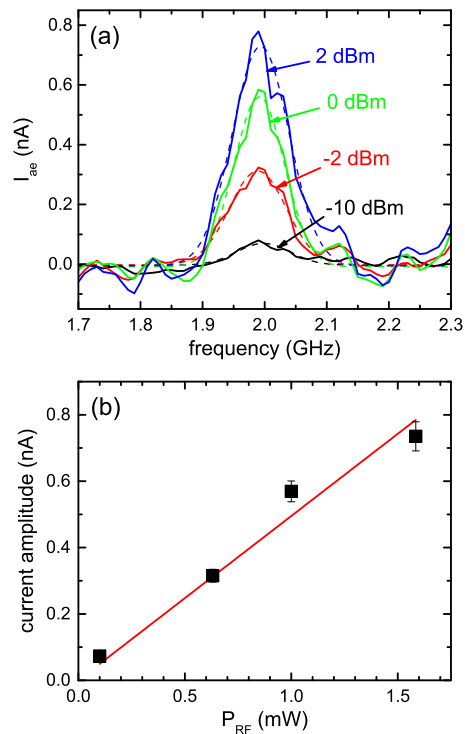 (a)
0.8
0.6
0.4
0.2
0.0
I_ae (nA)
2 dBm
0 dBm
-2 dBm
-10 dBm
1.7 1.8 1.9 2.0 2.1 2.2 2.3
frequency (GHz)
(b)
0.8
0.6
0.4
0.2
0.0
current amplitude (nA)
0.0 0.5 1.0 1.5
P_RF (mW)